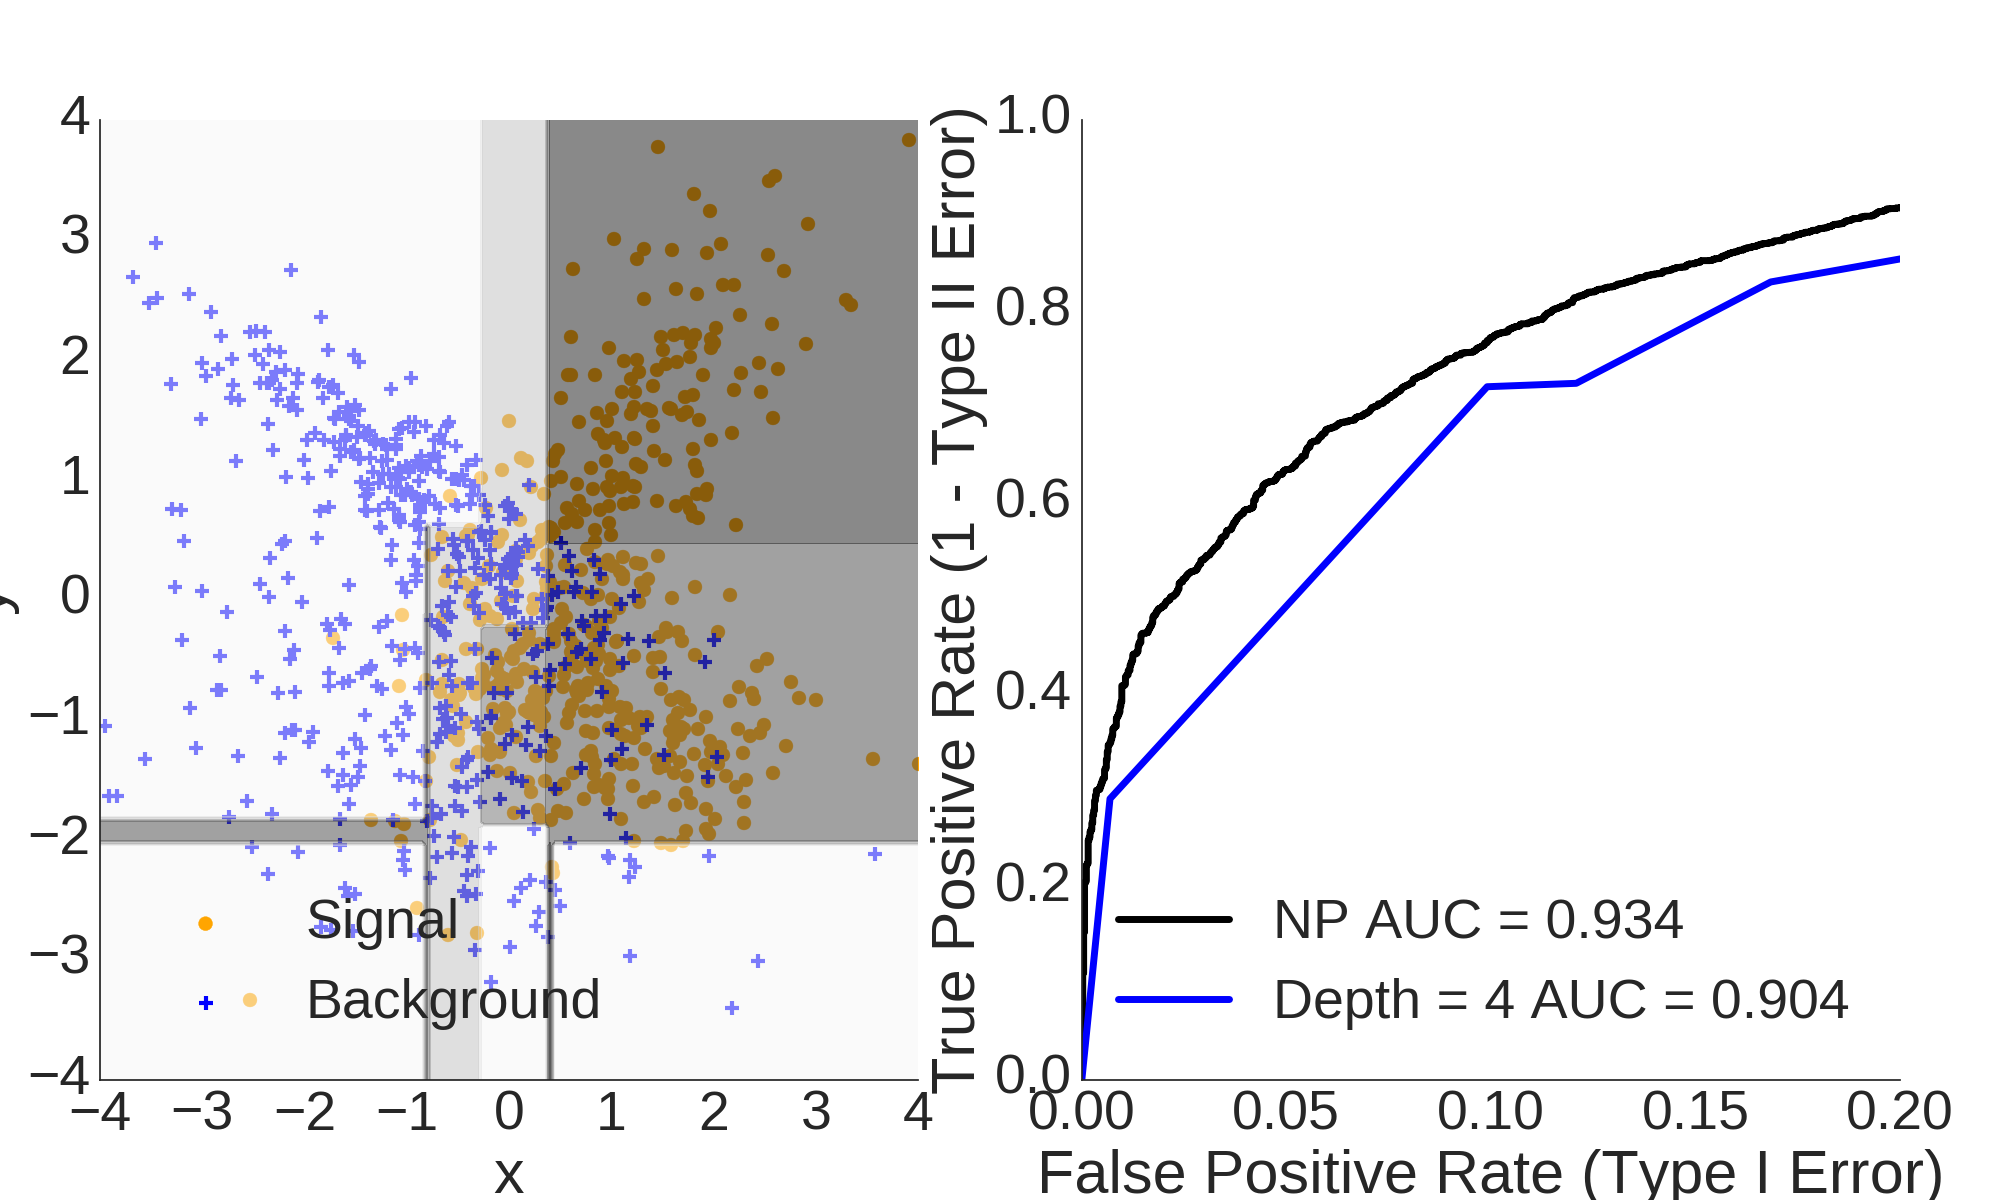 4
3
2
1
0
−1
−2
−3
−4
−4 −3 −2 −1 0 1 2 3 4
x
y
Signal
Background
True Positive Rate (1 - Type II Error)
1.0
0.8
0.6
0.4
0.2
0.0
0.00 0.05 0.10 0.15 0.20
False Positive Rate (Type I Error)
NP AUC = 0.934
Depth = 4 AUC = 0.904